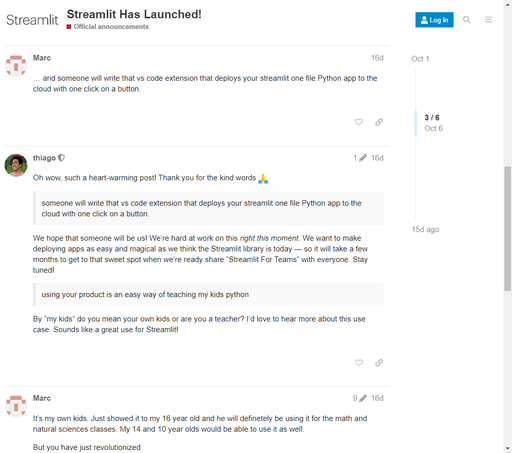 Streamlit
Streamlit Has Launched!
Official announcements
Log In
Marc
16d
… and someone will write that vs code extension that deploys your streamlit one file Python app to the
cloud with one click on a button.
Oct 1
3 / 6
Oct 6
15d ago
thiago
1
16d
Oh wow, such a heart-warming post! Thank you for the kind words 🙏
someone will write that vs code extension that deploys your streamlit one file Python app to the
cloud with one click on a button.
We hope that someone will be us! We're hard at work on this right this moment. We want to make
deploying apps as easy and magical as we think the Streamlit library is today — so it will take a few
months to get to that sweet spot when we're ready share "Streamlit For Teams" with everyone. Stay
tuned!
using your product is an easy way of teaching my kids python
By "my kids" do you mean your own kids or are you a teacher? I'd love to hear more about this use
case. Sounds like a great use for Streamlit!
Marc
9
16d
It's my own kids. Just showed it to my 16 year old and he will definetely be using it for the math and
natural sciences classes. My 14 and 10 year olds would be able to use it as well.
But you have just revolutionized